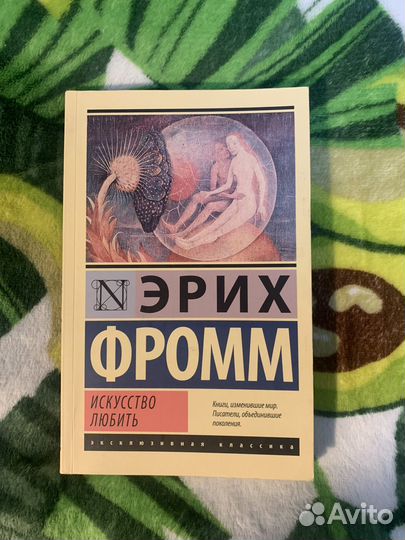 N
ЭРИХ
ФРОММ
ИСКУССТВО
ЛЮБИТЬ
Книги, изменившие мир.
Писатели, объединившие
поколения.
эксклюзивная классика
Avito